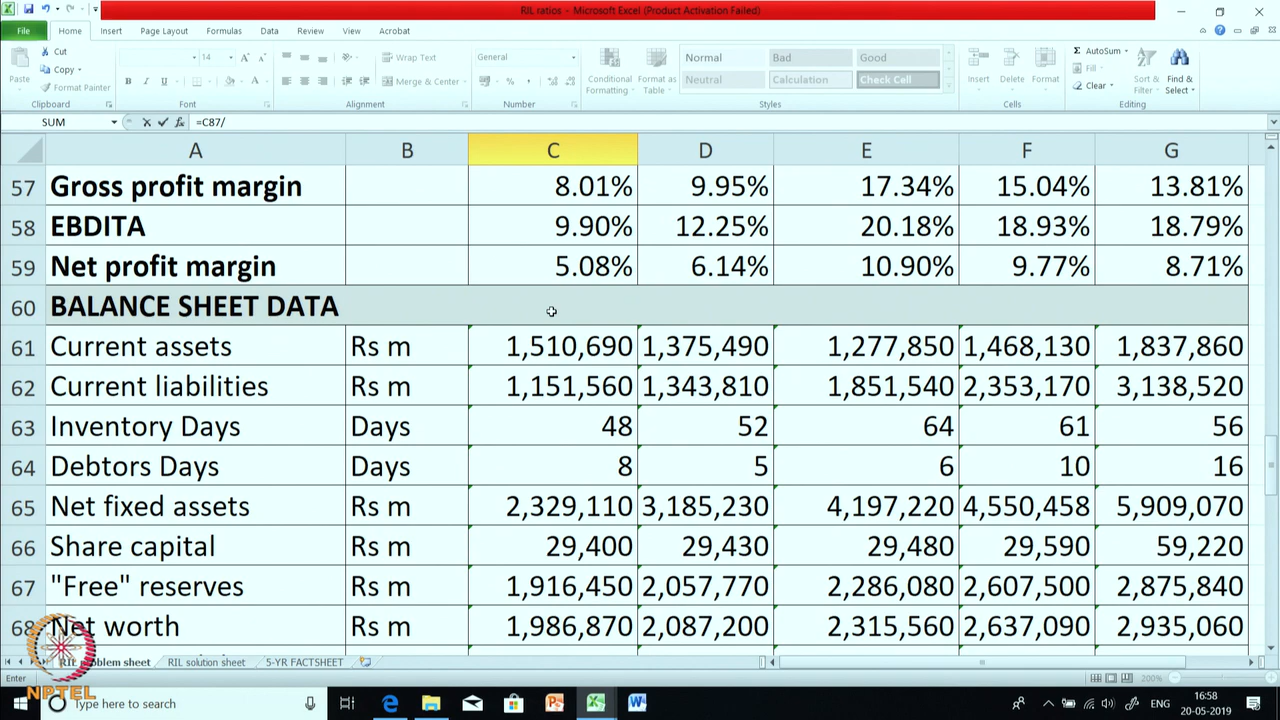 RIL ratios - Microsoft Excel (Product Activation Failed)
File Home Insert Page Layout Formulas Data Review View Acrobat
Cut
Copy
Format Painter
Paste
Clipboard
14
B I U
Font
Wrap Text
Merge & Center
Alignment
General
Number
Conditional Formatting
Format as Table
Normal Bad Good
Neutral Calculation Check Cell
Styles
Insert Delete Format
Cells
AutoSum
Fill
Clear
Sort & Filter
Find & Select
Editing
SUM =C87/
A B C D E F G
57 Gross profit margin 8.01% 9.95% 17.34% 15.04% 13.81%
58 EBDITA 9.90% 12.25% 20.18% 18.93% 18.79%
59 Net profit margin 5.08% 6.14% 10.90% 9.77% 8.71%
60 BALANCE SHEET DATA
61 Current assets Rs m 1,510,690 1,375,490 1,277,850 1,468,130 1,837,860
62 Current liabilities Rs m 1,151,560 1,343,810 1,851,540 2,353,170 3,138,520
63 Inventory Days Days 48 52 64 61 56
64 Debtors Days Days 8 5 6 10 16
65 Net fixed assets Rs m 2,329,110 3,185,230 4,197,220 4,550,458 5,909,070
66 Share capital Rs m 29,400 29,430 29,480 29,590 59,220
67 "Free" reserves Rs m 1,916,450 2,057,770 2,286,080 2,607,500 2,875,840
68 Net worth Rs m 1,986,870 2,087,200 2,315,560 2,637,090 2,935,060
RIL problem sheet RIL solution sheet 5-YR FACTSHEET
Enter 200%
NPTEL
Type here to search
ENG
16:58
20-05-2019